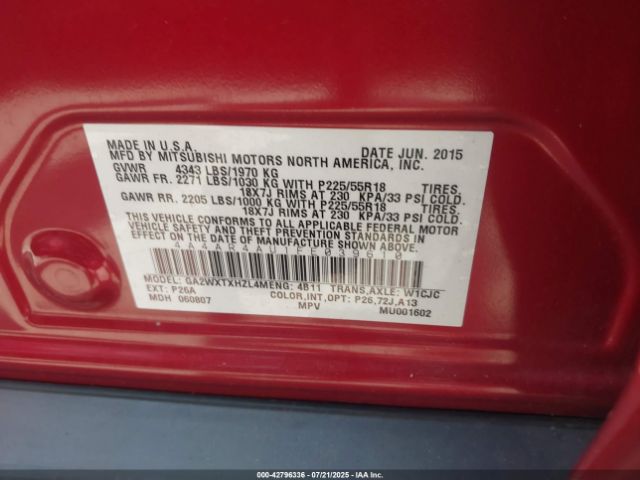 MADE IN U.S.A. DATE JUN. 2015
MFD BY MITSUBISHI MOTORS NORTH AMERICA, INC.
GVWR 4343 LBS/1970 KG
GAWR FR. 2271 LBS/1030 KG WITH P225/55R18 TIRES,
18X7J RIMS AT 230 KPA/33 PSI COLD.
GAWR RR. 2205 LBS/1000 KG WITH P225/55R18 TIRES,
18X7J RIMS AT 230 KPA/33 PSI COLD.
THIS VEHICLE CONFORMS TO ALL APPLICABLE FEDERAL MOTOR
VEHICLE SAFETY AND THEFT PREVENTION STANDARDS IN
EFFECT ON THE DATE OF MANUFACTURE SHOWN ABOVE.
MODEL: GA2WXTXHZL4M ENG: 4B11 TRANS,AXLE: W1CJC
EXT: P26A COLOR,INT,OPT: P26,72J,A13
MDH 060807 MPV MU001602
000-42796336 - 07/21/2025 - IAAI.COM